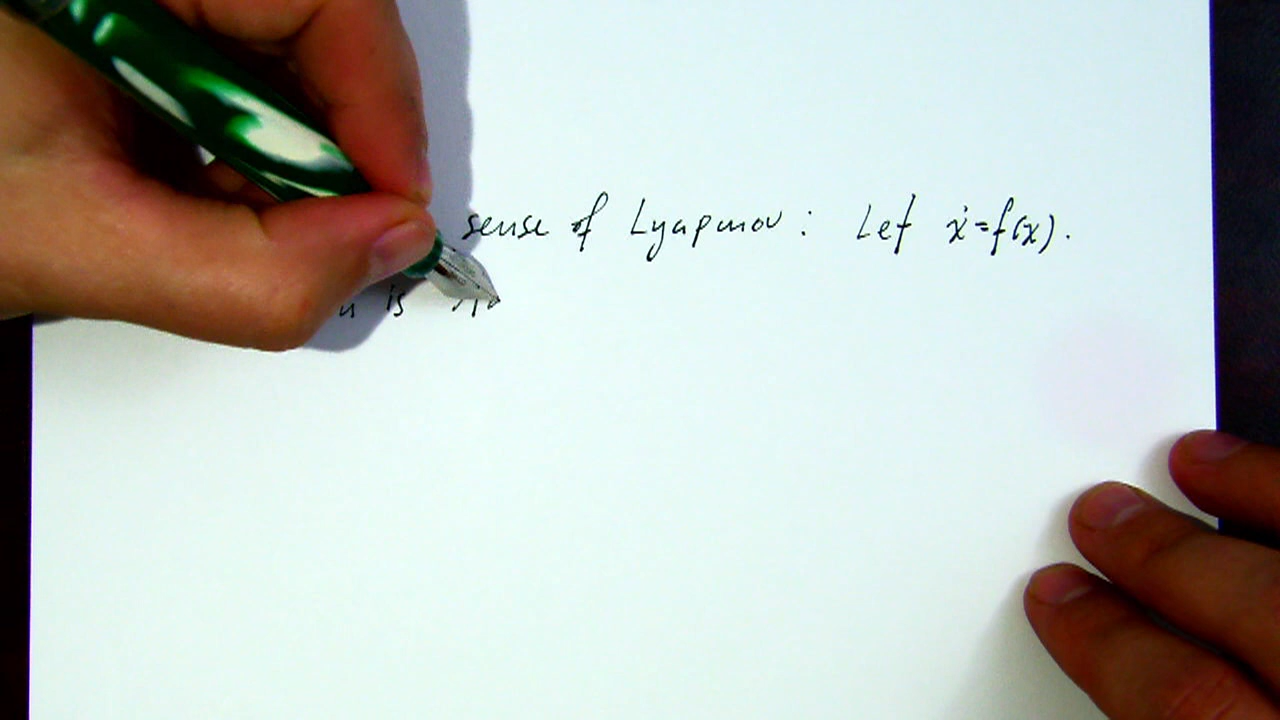 sense of Lyapunov : Let ẋ=f(x).
is